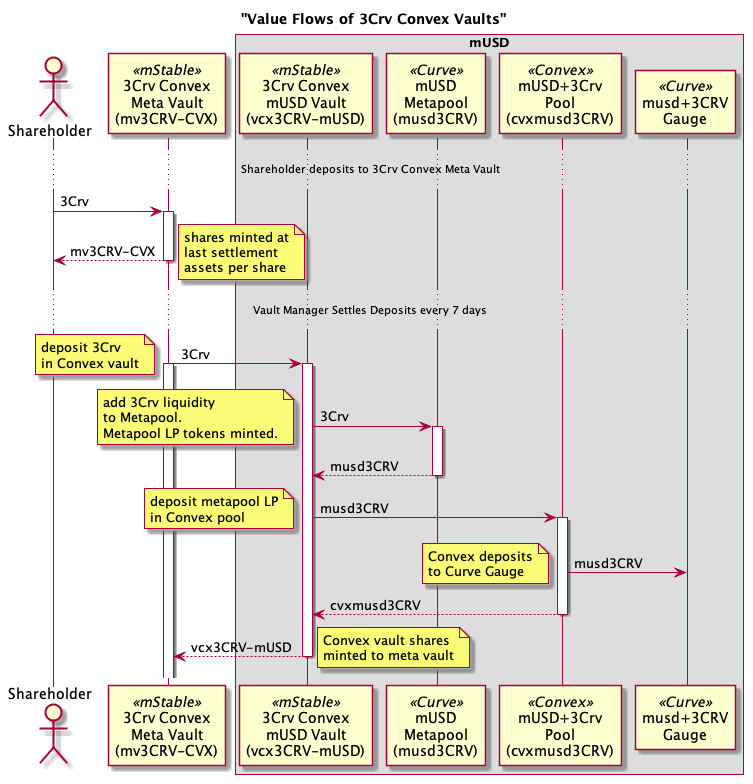 "Value Flows of 3Crv Convex Vaults"
mUSD
Shareholder
«mStable»
3Crv Convex
Meta Vault
(mv3CRV-CVX)
«mStable»
3Crv Convex
mUSD Vault
(vcx3CRV-mUSD)
«Curve»
mUSD
Metapool
(musd3CRV)
«Convex»
mUSD+3Crv
Pool
(cvxmusd3CRV)
«Curve»
musd+3CRV
Gauge
Shareholder deposits to 3Crv Convex Meta Vault
3Crv
shares minted at
last settlement
assets per share
mv3CRV-CVX
Vault Manager Settles Deposits every 7 days
deposit 3Crv
in Convex vault
3Crv
add 3Crv liquidity
to Metapool.
Metapool LP tokens minted.
3Crv
musd3CRV
deposit metapool LP
in Convex pool
musd3CRV
Convex deposits
to Curve Gauge
musd3CRV
cvxmusd3CRV
vcx3CRV-mUSD
Convex vault shares
minted to meta vault
Shareholder
«mStable»
3Crv Convex
Meta Vault
(mv3CRV-CVX)
«mStable»
3Crv Convex
mUSD Vault
(vcx3CRV-mUSD)
«Curve»
mUSD
Metapool
(musd3CRV)
«Convex»
mUSD+3Crv
Pool
(cvxmusd3CRV)
«Curve»
musd+3CRV
Gauge